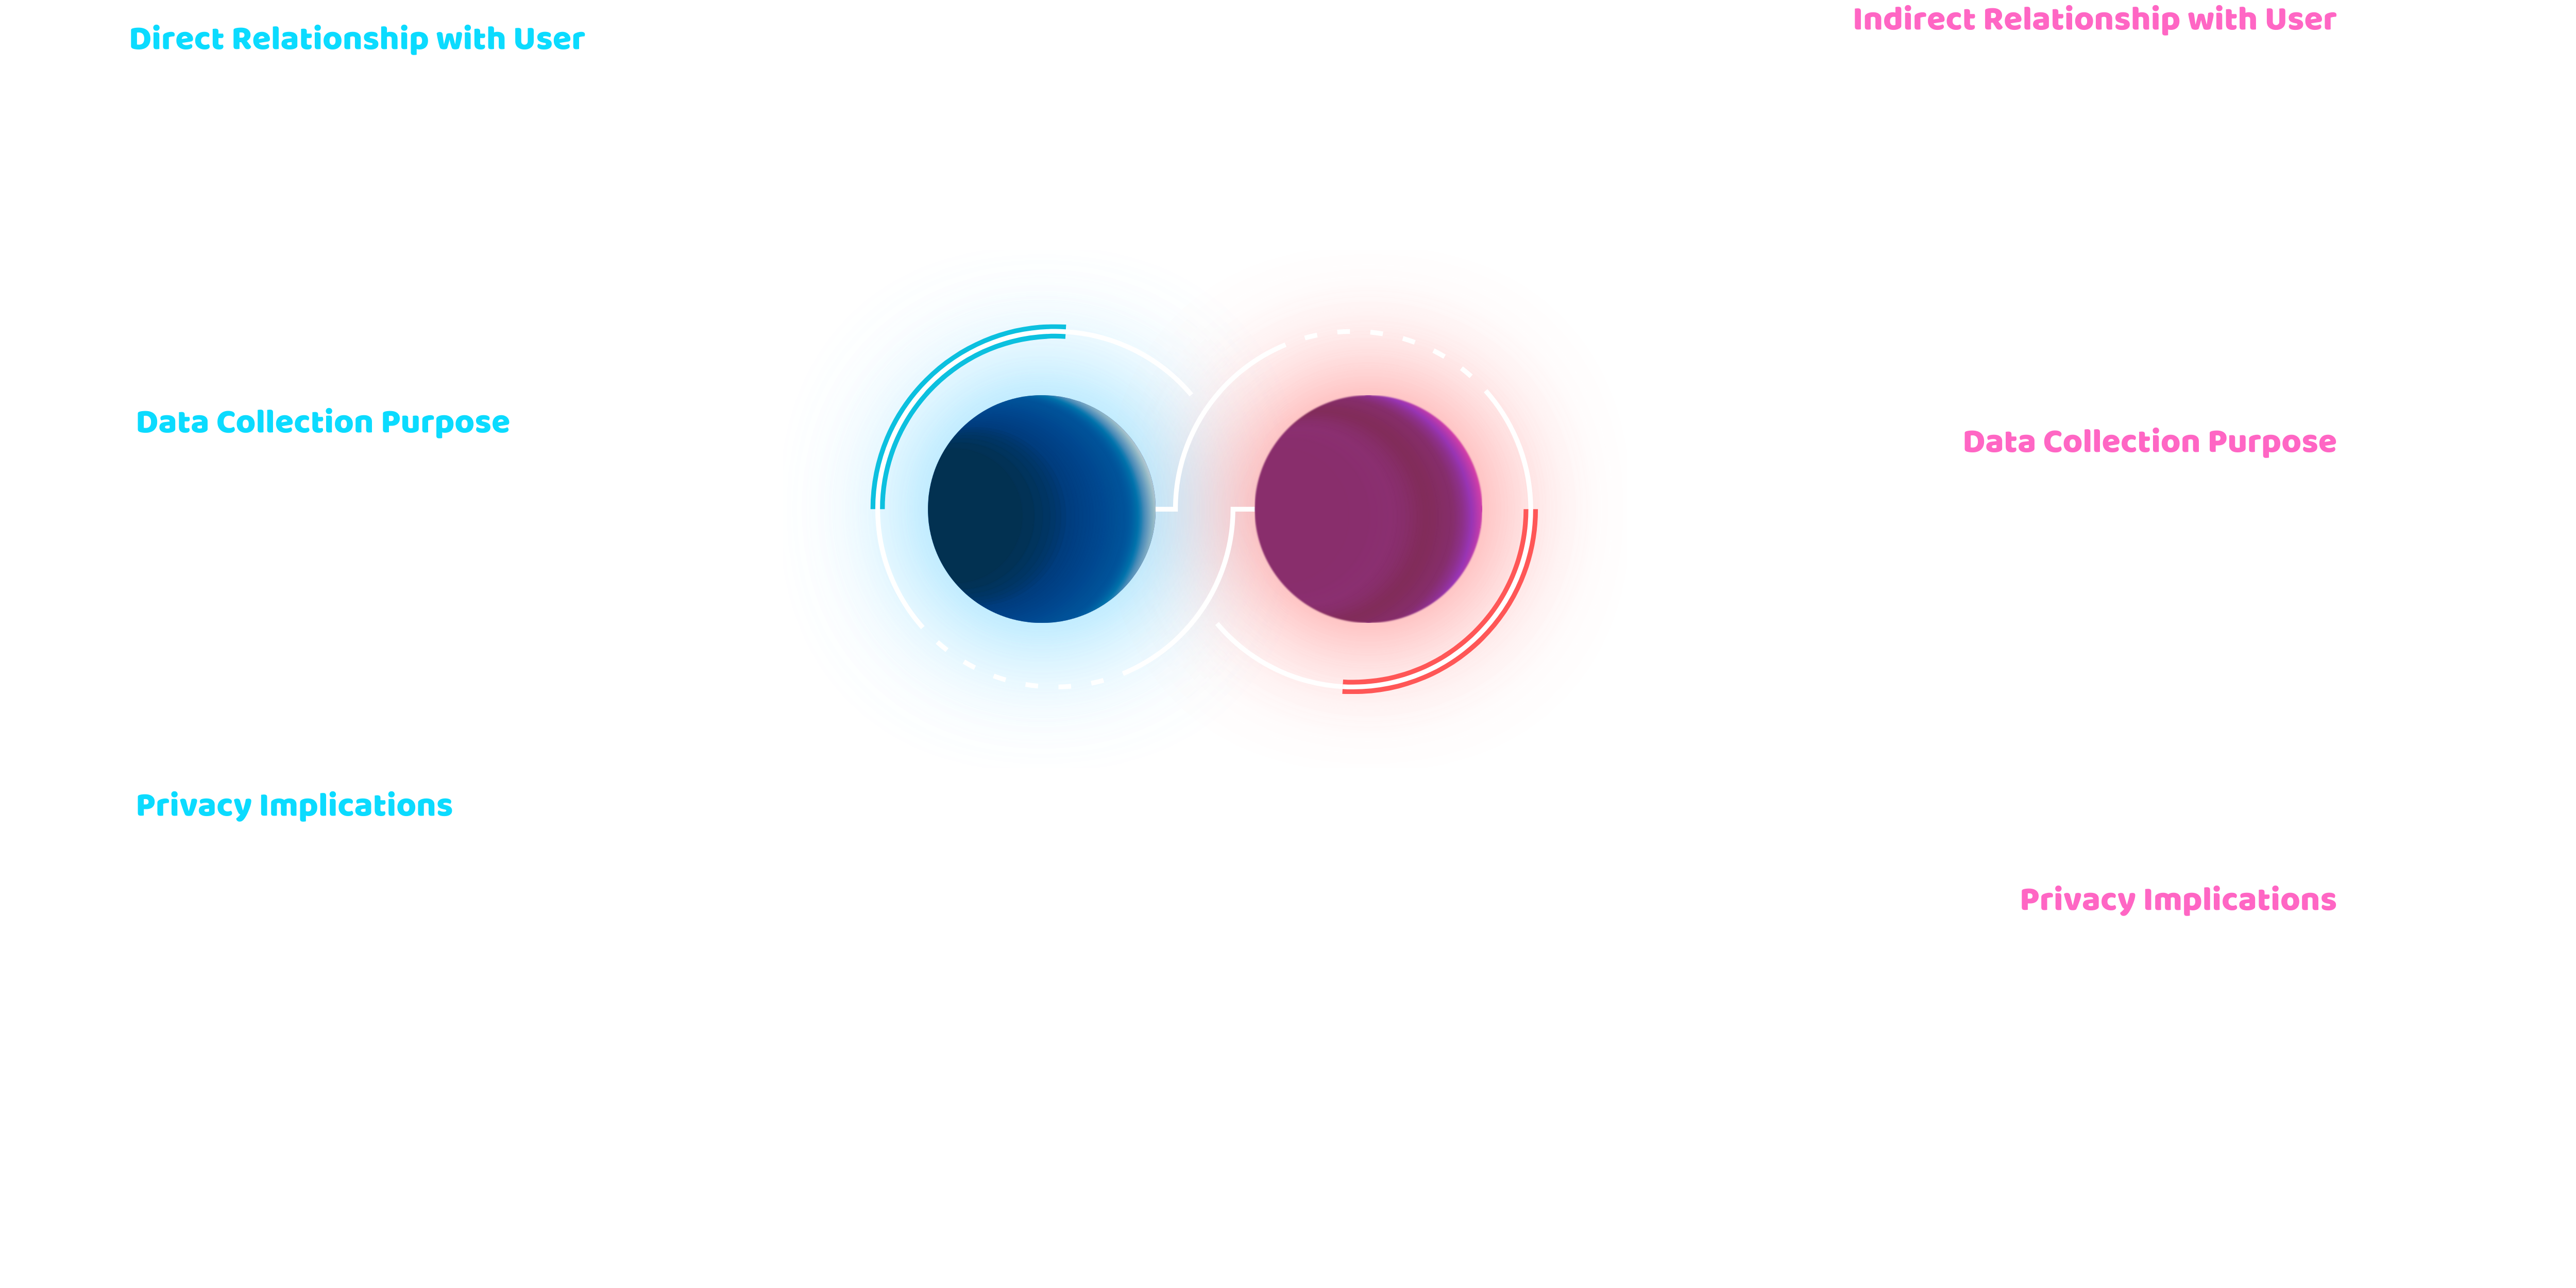 Direct Relationship with User
Data Collection Purpose
Privacy Implications
Indirect Relationship with User
Data Collection Purpose
Privacy Implications